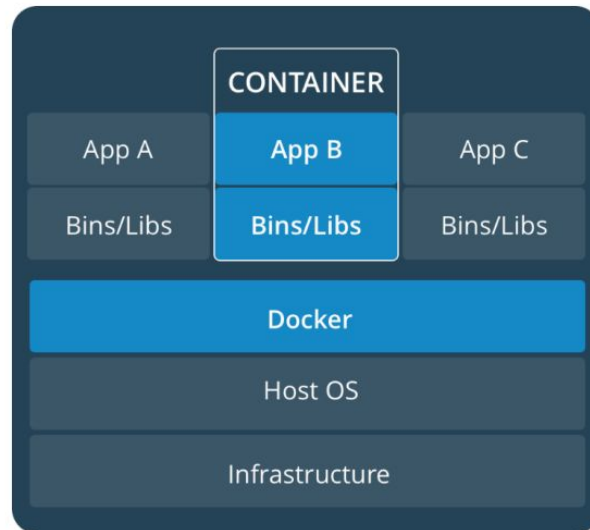 CONTAINER
App A
App B
App C
Bins/Libs
Bins/Libs
Bins/Libs
Docker
Host OS
Infrastructure